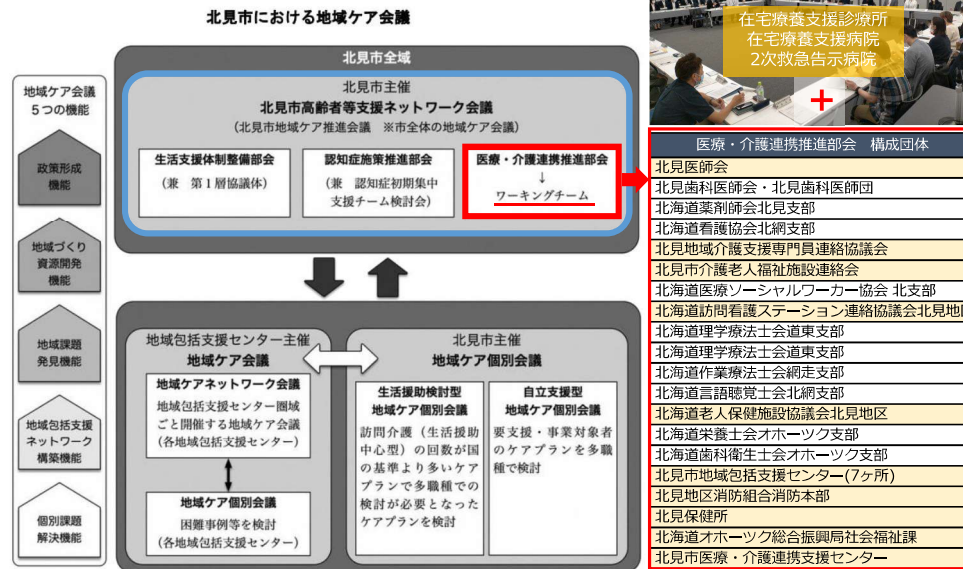 北見市における地域ケア会議
地域ケア会議
5つの機能
政策形成
機能
地域づくり
資源開発
機能
地域課題
発見機能
地域包括支援
ネットワーク
構築機能
個別課題
解決機能
北見市全域
北見市主催
北見市高齢者等支援ネットワーク会議
(北見市地域ケア推進会議 ※市全体の地域ケア会議)
生活支援体制整備部会
(兼 第1層協議体)
認知症施策推進部会
(兼 認知症初期集中
支援チーム検討会)
医療・介護連携推進部会
↓
ワーキングチーム
地域包括支援センター主催
地域ケア会議
地域ケアネットワーク会議
地域包括支援センター圏域
ごと開催する地域ケア会議
(各地域包括支援センター)
地域ケア個別会議
困難事例等を検討
(各地域包括支援センター)
北見市主催
地域ケア個別会議
生活援助検討型
地域ケア個別会議
訪問介護(生活援助
中心型)の回数が国
の基準より多いケア
プランで多職種での
検討が必要となった
ケアプランを検討
自立支援型
地域ケア個別会議
要支援・事業対象者
のケアプランを多職
種で検討
在宅療養支援診療所
在宅療養支援病院
2次救急告示病院
+
医療・介護連携推進部会 構成団体
北見医師会
北見歯科医師会・北見歯科医師団
北海道薬剤師会北見支部
北海道看護協会北網支部
北見地域介護支援専門員連絡協議会
北見市介護老人福祉施設連絡会
北海道医療ソーシャルワーカー協会 北支部
北海道訪問看護ステーション連絡協議会北見地区
北海道理学療法士会道東支部
北海道理学療法士会道東支部
北海道作業療法士会網走支部
北海道言語聴覚士会北網支部
北海道老人保健施設協議会北見地区
北海道栄養士会オホーツク支部
北海道歯科衛生士会オホーツク支部
北見市地域包括支援センター(7ヶ所)
北見地区消防組合消防本部
北見保健所
北海道オホーツク総合振興局社会福祉課
北見市医療・介護連携支援センター